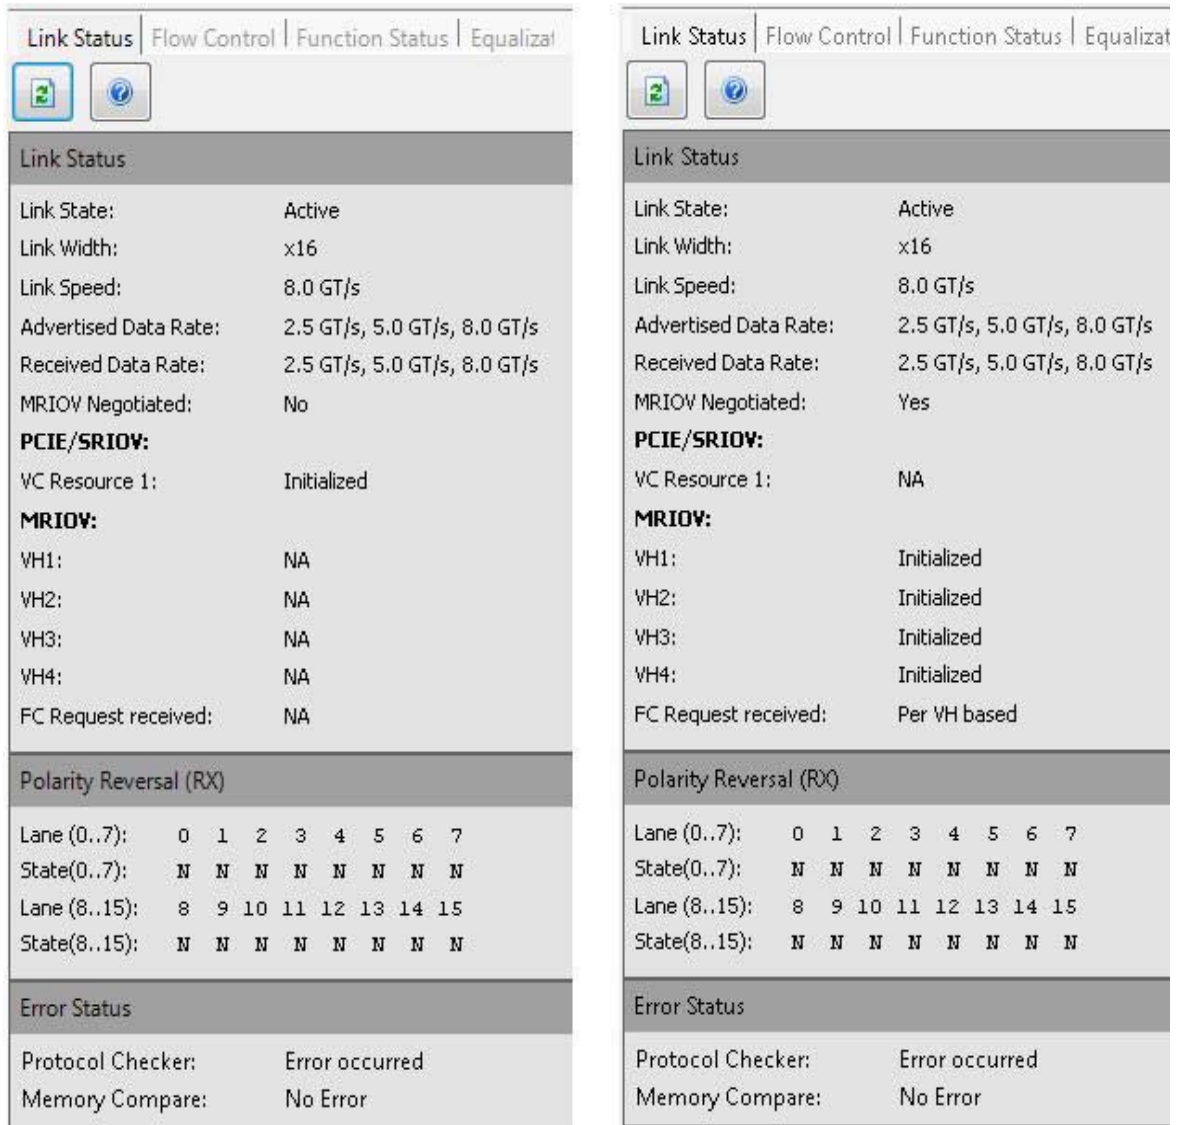 Link Status Flow Control Function Status Equalizat
Link Status
Link State: Active
Link Width: x16
Link Speed: 8.0 GT/s
Advertised Data Rate: 2.5 GT/s, 5.0 GT/s, 8.0 GT/s
Received Data Rate: 2.5 GT/s, 5.0 GT/s, 8.0 GT/s
MRIOV Negotiated: No
PCIE/SRIOV:
VC Resource 1: Initialized
MRIOV:
VH1: NA
VH2: NA
VH3: NA
VH4: NA
FC Request received: NA
Polarity Reversal (RX)
Lane (0..7): 0 1 2 3 4 5 6 7
State(0..7): N N N N N N N N
Lane (8..15): 8 9 10 11 12 13 14 15
State(8..15): N N N N N N N N
Error Status
Protocol Checker: Error occurred
Memory Compare: No Error
Link Status Flow Control Function Status Equalizat
Link Status
Link State: Active
Link Width: x16
Link Speed: 8.0 GT/s
Advertised Data Rate: 2.5 GT/s, 5.0 GT/s, 8.0 GT/s
Received Data Rate: 2.5 GT/s, 5.0 GT/s, 8.0 GT/s
MRIOV Negotiated: Yes
PCIE/SRIOV:
VC Resource 1: NA
MRIOV:
VH1: Initialized
VH2: Initialized
VH3: Initialized
VH4: Initialized
FC Request received: Per VH based
Polarity Reversal (RX)
Lane (0..7): 0 1 2 3 4 5 6 7
State(0..7): N N N N N N N N
Lane (8..15): 8 9 10 11 12 13 14 15
State(8..15): N N N N N N N N
Error Status
Protocol Checker: Error occurred
Memory Compare: No Error